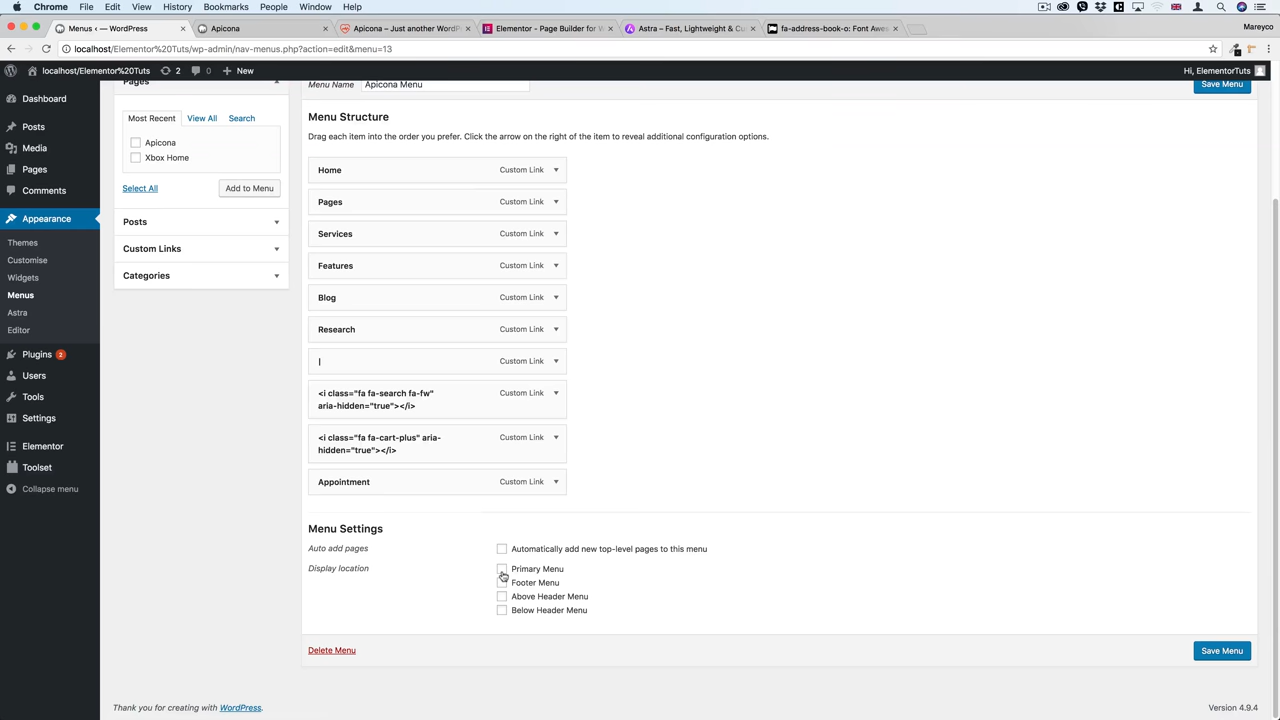 Chrome File Edit View History Bookmarks People Window Help
Mareyco
Menus ‹ — WordPress
Apicona
Apicona – Just another WordP
Elementor - Page Builder for W
Astra – Fast, Lightweight & Cu
fa-address-book-o: Font Awes
localhost/Elementor%20Tuts/wp-admin/nav-menus.php?action=edit&menu=13
localhost/Elementor%20Tuts 2 0 New
Hi, ElementorTuts
Dashboard
Posts
Media
Pages
Comments
Appearance
Themes
Customise
Widgets
Menus
Astra
Editor
Plugins 2
Users
Tools
Settings
Elementor
Toolset
Collapse menu
Pages
Most Recent View All Search
Apicona
Xbox Home
Select All
Add to Menu
Posts
Custom Links
Categories
Menu Name Apicona Menu
Save Menu
Menu Structure
Drag each item into the order you prefer. Click the arrow on the right of the item to reveal additional configuration options.
Home Custom Link
Pages Custom Link
Services Custom Link
Features Custom Link
Blog Custom Link
Research Custom Link
| Custom Link
<i class="fa fa-search fa-fw" Custom Link
aria-hidden="true"></i>
<i class="fa fa-cart-plus" aria- Custom Link
hidden="true"></i>
Appointment Custom Link
Menu Settings
Auto add pages Automatically add new top-level pages to this menu
Display location Primary Menu
Footer Menu
Above Header Menu
Below Header Menu
Delete Menu
Save Menu
Thank you for creating with WordPress.
Version 4.9.4